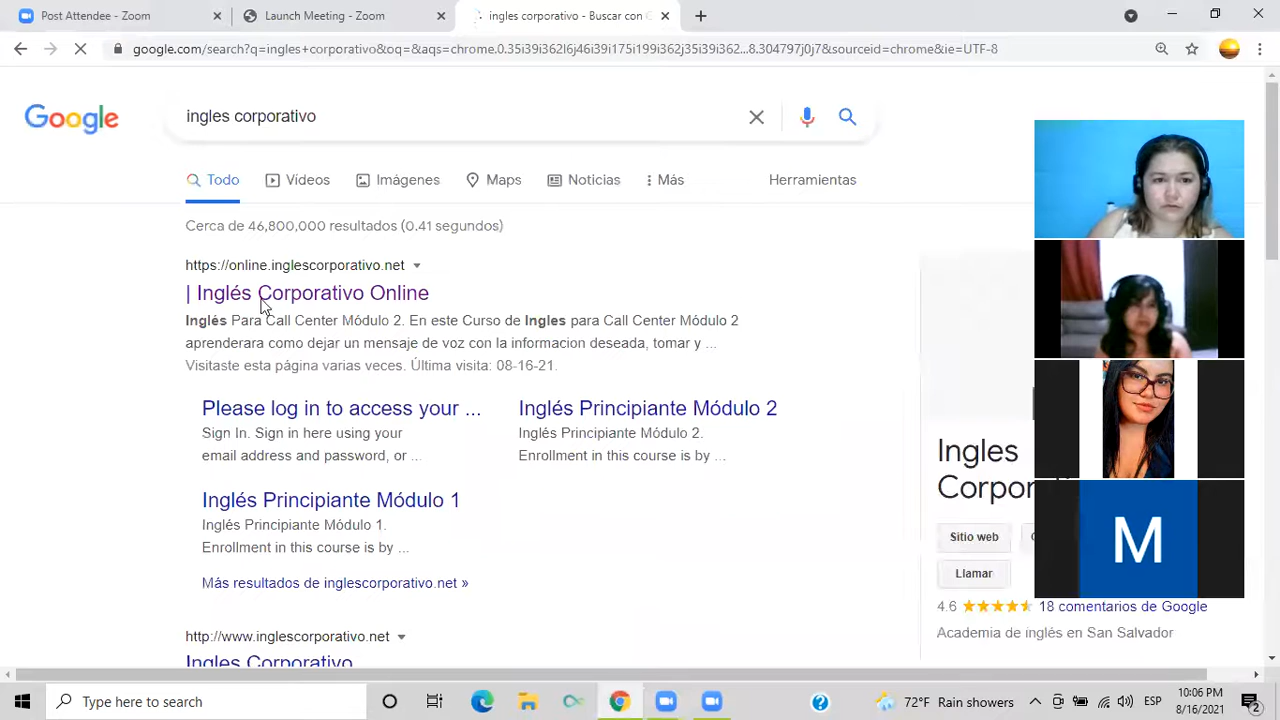 Post Attendee - Zoom
Launch Meeting - Zoom
ingles corporativo - Buscar con G
google.com/search?q=ingles+corporativo&oq=&aqs=chrome.0.35i39i362l6j46i39i175i199i362j35i39i362...8.304797j0j7&sourceid=chrome&ie=UTF-8
Google
ingles corporativo
Todo
Videos
Imágenes
Maps
Noticias
Más
Herramientas
Cerca de 46,800,000 resultados (0.41 segundos)
https://online.inglescorporativo.net
| Inglés Corporativo Online
Inglés Para Call Center Módulo 2. En este Curso de Ingles para Call Center Módulo 2
aprenderara como dejar un mensaje de voz con la informacion deseada, tomar y ...
Visitaste esta página varias veces. Última visita: 08-16-21.
Please log in to access your ...
Sign In. Sign in here using your
email address and password, or ...
Inglés Principiante Módulo 2
Inglés Principiante Módulo 2.
Enrollment in this course is by ...
Inglés Principiante Módulo 1
Inglés Principiante Módulo 1.
Enrollment in this course is by ...
Más resultados de inglescorporativo.net »
http://www.inglescorporativo.net
Ingles Corporativo
Ingles
Corpor
Sitio web
Llamar
4.6
18 comentarios de Google
Academia de inglés en San Salvador
M
Type here to search
72°F Rain showers
ESP
10:06 PM
8/16/2021
2